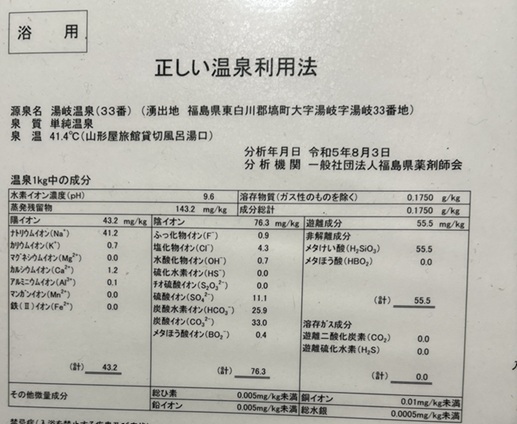 浴 用
正しい温泉利用法
源泉名 湯岐温泉(33番) (湧出地 福島県東白川郡塙町大字湯岐字湯岐33番地)
泉 質 単純温泉
泉 温 41.4℃(山形屋旅館貸切風呂湯口)
分析年月日 令和5年8月3日
分析機関 一般社団法人福島県薬剤師会
温泉1kg中の成分
水素イオン濃度(pH) 9.6 溶存物質(ガス性のものを除く) 0.1750 g/kg
蒸発残留物 143.2 mg/kg 成分総計 0.1750 g/kg
陽イオン 43.2 mg/kg 陰イオン 76.3 mg/kg 遊離成分 55.5 mg/kg
ナトリウムイオン(Na⁺) 41.2 ふっ化物イオン(F⁻) 0.9 非解離成分
カリウムイオン(K⁺) 0.7 塩化物イオン(Cl⁻) 4.3 メタけい酸(H₂SiO₃) 55.5
マグネシウムイオン(Mg²⁺) 0.0 水酸化物イオン(OH⁻) 0.7 メタほう酸(HBO₂) 0.0
カルシウムイオン(Ca²⁺) 1.2 硫化水素イオン(HS⁻) 0.0
アルミニウムイオン(Al³⁺) 0.1 チオ硫酸イオン(S₂O₃²⁻) 0.0
マンガンイオン(Mn²⁺) 0.0 硫酸イオン(SO₄²⁻) 11.1 (計) 55.5
鉄(Ⅱ)イオン(Fe²⁺) 0.0 炭酸水素イオン(HCO₃⁻) 25.9
炭酸イオン(CO₃²⁻) 33.0 溶存ガス成分
メタほう酸イオン(BO₂⁻) 0.4 遊離二酸化炭素(CO₂) 0.0
遊離硫化水素(H₂S) 0.0
(計) 43.2 (計) 76.3 (計) 0.0
その他微量成分 総ひ素 0.005mg/kg未満 銅イオン 0.01mg/kg未満
鉛イオン 0.005mg/kg未満 総水銀 0.0005mg/kg未満